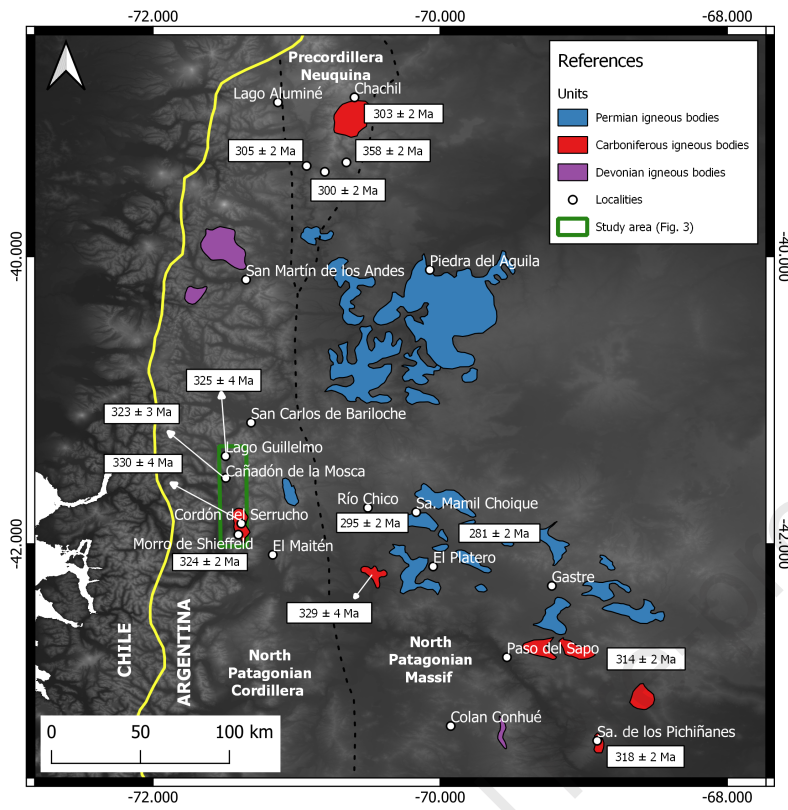 -72.000
-70.000
-68.000
Precordillera
Neuquina
References
Units
Permian igneous bodies
Carboniferous igneous bodies
Devonian igneous bodies
Localities
Study area (Fig. 3)
Lago Aluminé
Chachil
303 ± 2 Ma
305 ± 2 Ma
358 ± 2 Ma
300 ± 2 Ma
-40.000
-40.000
San Martín de los Andes
Piedra del Aguila
325 ± 4 Ma
323 ± 3 Ma
San Carlos de Bariloche
Lago Guillelmo
330 ± 4 Ma
Cañadón de la Mosca
Río Chico
Sa. Mamil Choique
Cordón del Serrucho
295 ± 2 Ma
281 ± 2 Ma
-42.000
-42.000
Morro de Shieffeld
El Maitén
324 ± 2 Ma
El Platero
Gastre
329 ± 4 Ma
CHILE
ARGENTINA
North
Patagonian
Cordillera
North
Patagonian
Massif
Paso del Sapo
314 ± 2 Ma
Colan Conhué
Sa. de los Pichiñanes
318 ± 2 Ma
0 50 100 km
-72.000
-70.000
-68.000